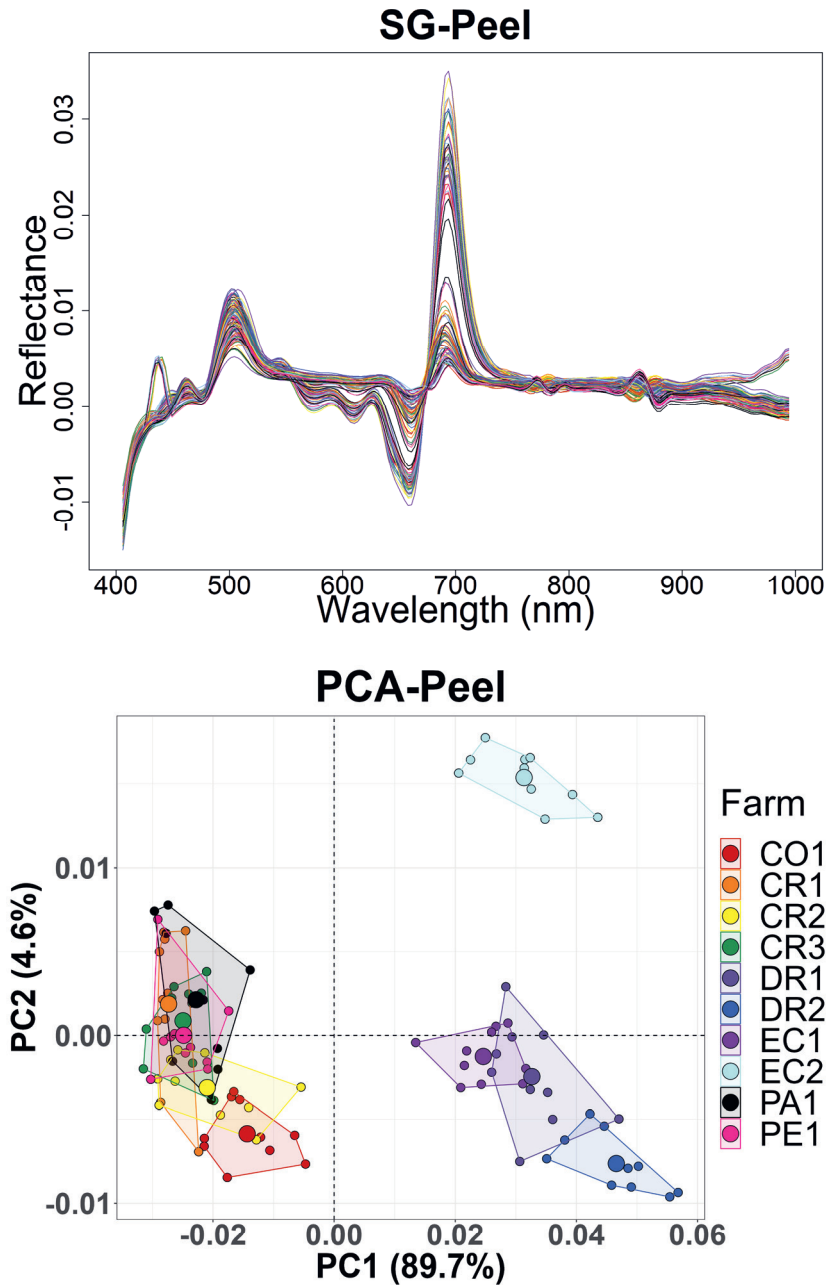 SG-Peel
0.03
0.02
0.01
0.00
-0.01
Reflectance
400 500 600 700 800 900 1000
Wavelength (nm)
PCA-Peel
0.01
0.00
-0.01
PC2 (4.6%)
-0.02 0.00 0.02 0.04 0.06
PC1 (89.7%)
Farm
CO1
CR1
CR2
CR3
DR1
DR2
EC1
EC2
PA1
PE1